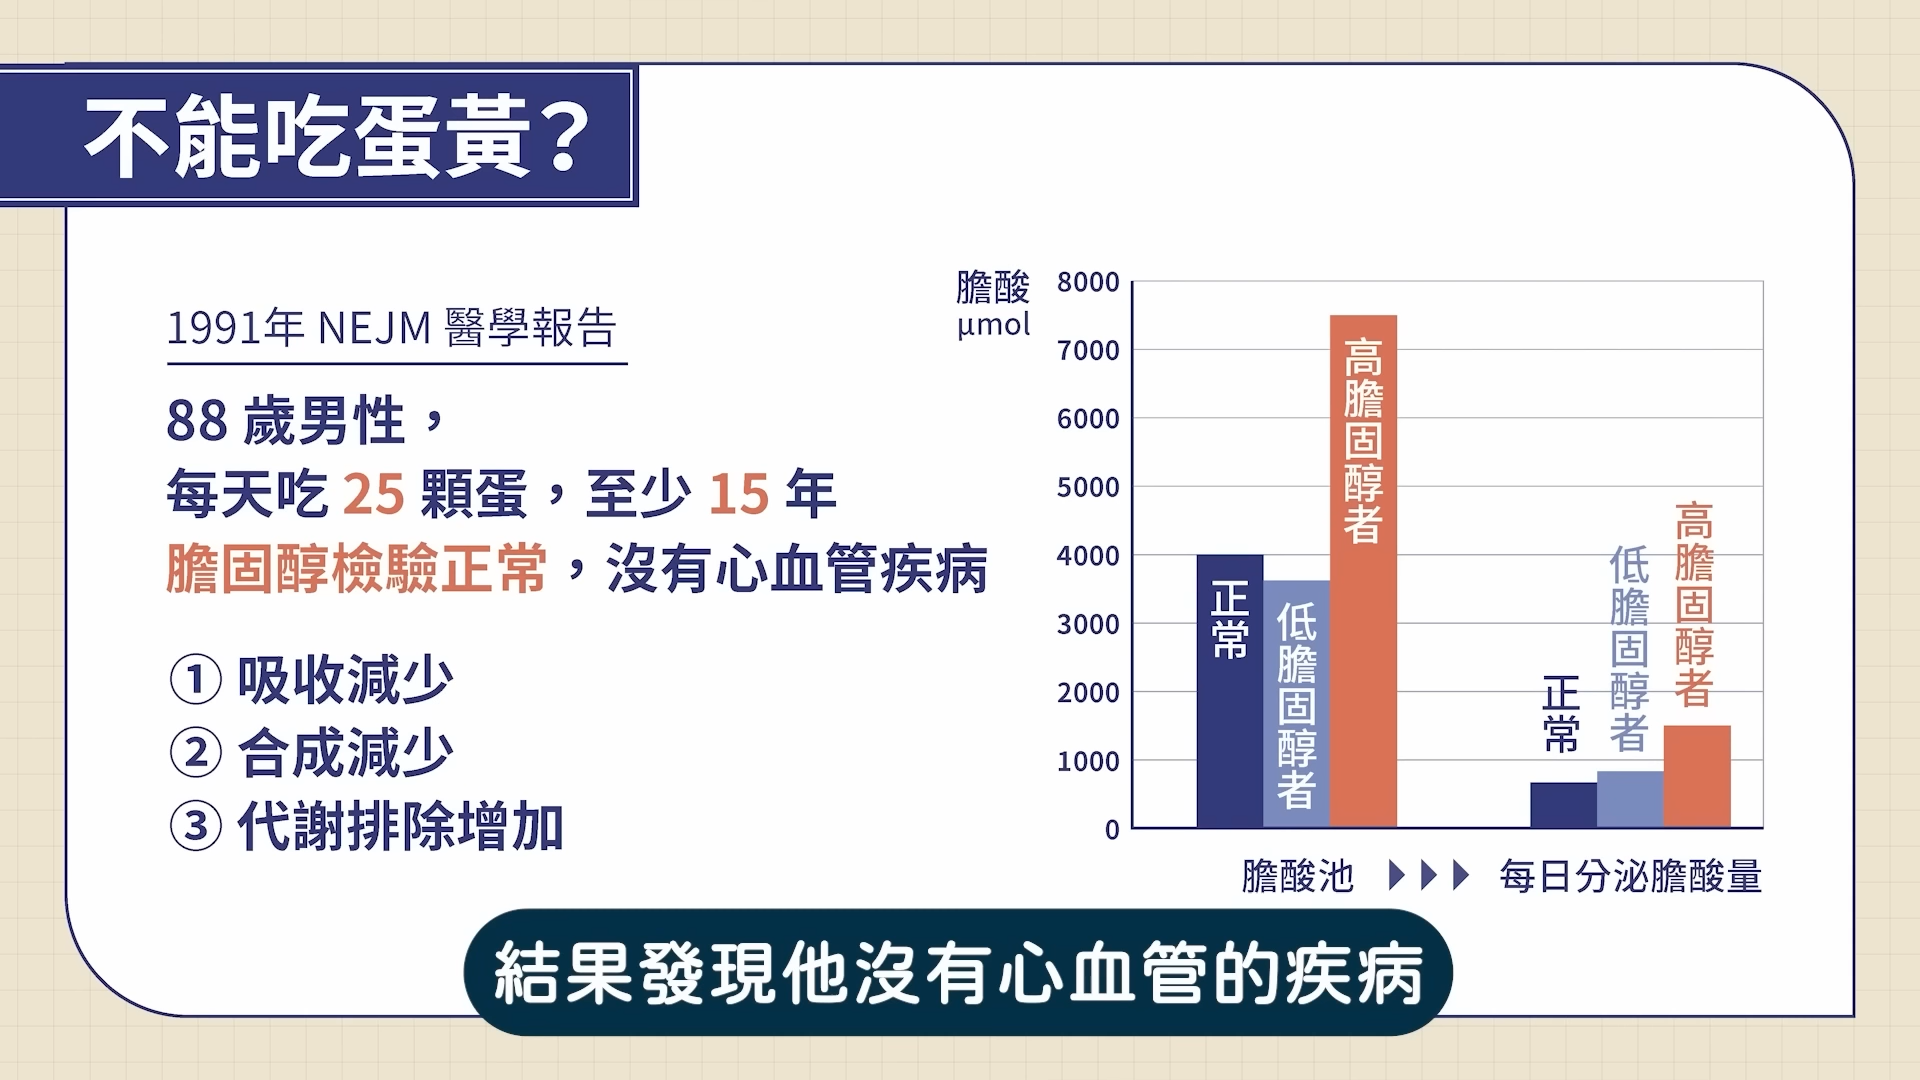 不能吃蛋黃?
1991年 NEJM 醫學報告
88 歲男性，
每天吃 25 顆蛋，至少 15 年
膽固醇檢驗正常，沒有心血管疾病
① 吸收減少
② 合成減少
③ 代謝排除增加
膽酸
μmol
8000
7000
6000
5000
4000
3000
2000
1000
0
正常
低膽固醇者
高膽固醇者
正常
低膽固醇者
高膽固醇者
膽酸池
每日分泌膽酸量
結果發現他沒有心血管的疾病